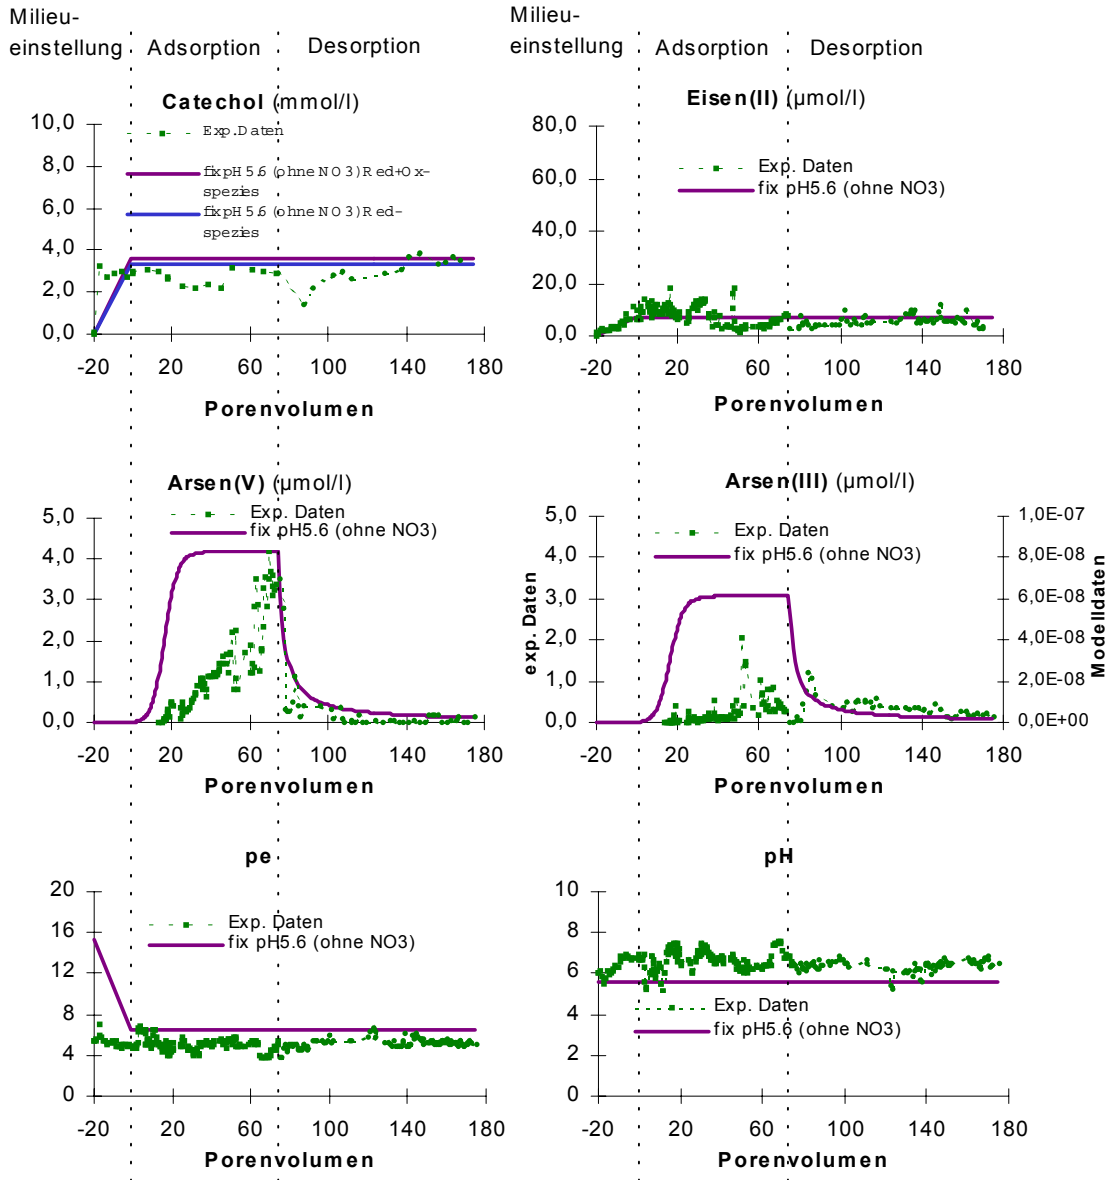 Milieu-
einstellung Adsorption Desorption
Milieu-
einstellung Adsorption Desorption
Catechol (mmol/l)
10,0
8,0
6,0
4,0
2,0
0,0
Exp.Daten
fix pH 5.6 (ohne NO3) Red+Ox-
spezies
fix pH 5.6 (ohne NO3) Red-
spezies
-20 20 60 100 140 180
Porenvolumen
Eisen(II) (µmol/l)
80,0
60,0
40,0
20,0
0,0
Exp. Daten
fix pH5.6 (ohne NO3)
-20 20 60 100 140 180
Porenvolumen
Arsen(V) (µmol/l)
Exp. Daten
fix pH5.6 (ohne NO3)
5,0
4,0
3,0
2,0
1,0
0,0
-20 20 60 100 140 180
Porenvolumen
Arsen(III) (µmol/l)
Exp. Daten
fix pH5.6 (ohne NO3)
exp. Daten
5,0
4,0
3,0
2,0
1,0
0,0
1,0E-07
8,0E-08
6,0E-08
4,0E-08
2,0E-08
0,0E+00
Modelldaten
-20 20 60 100 140 180
Porenvolumen
pe
20
16
12
8
4
0
Exp. Daten
fix pH5.6 (ohne NO3)
-20 20 60 100 140 180
Porenvolumen
pH
10
8
6
4
2
0
Exp. Daten
fix pH5.6 (ohne NO3)
-20 20 60 100 140 180
Porenvolumen